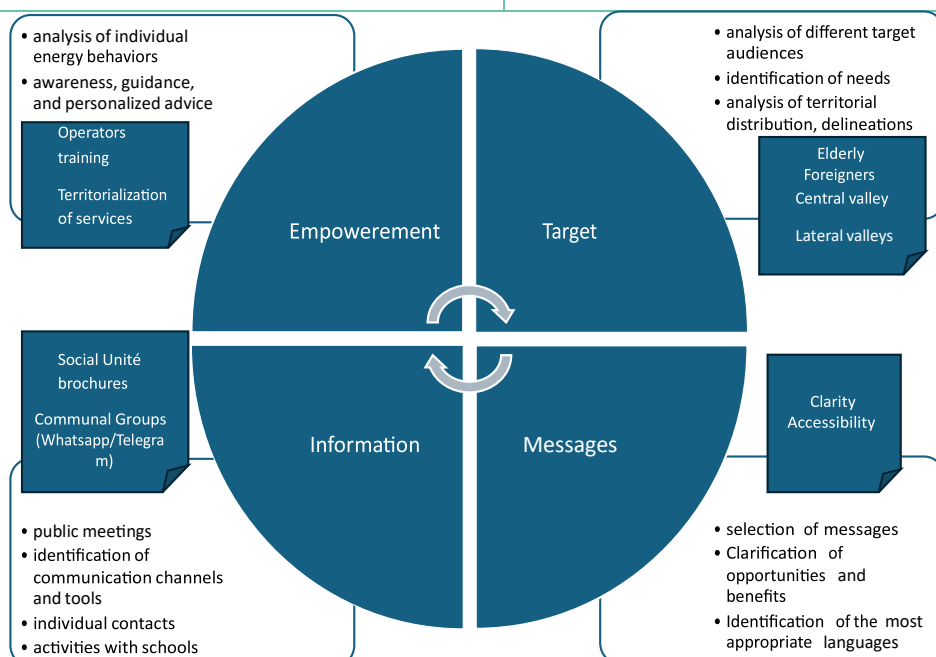 • analysis of individual
energy behaviors
• awareness, guidance,
and personalized advice
Operators
training
Territorialization
of services
Empowerement
• analysis of different target
audiences
• identification of needs
• analysis of territorial
distribution, delineations
Elderly
Foreigners
Central valley
Lateral valleys
Target
Social Unité
brochures
Communal Groups
(Whatsapp/Telegra
m)
Information
• public meetings
• identification of
communication channels
and tools
• individual contacts
• activities with schools
Messages
Clarity
Accessibility
• selection of messages
• Clarification of
opportunities and
benefits
• Identification of the most
appropriate languages